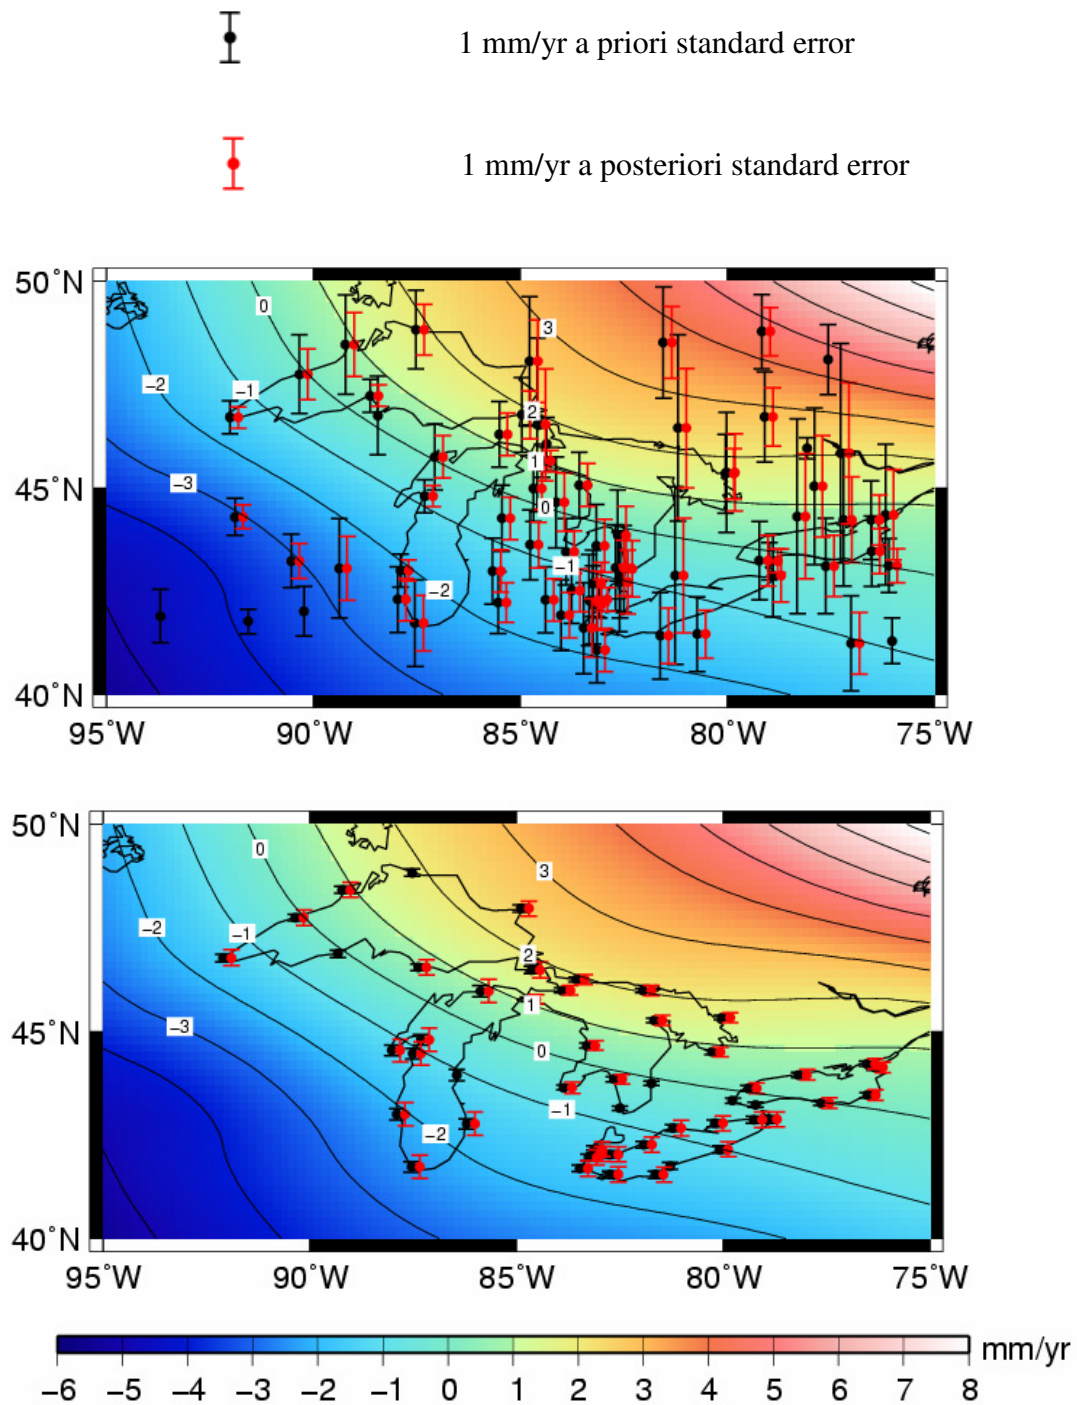 1 mm/yr a priori standard error
1 mm/yr a posteriori standard error
50˚N
0
3
−2
−1
2
1
−3
45˚N
0
−1
−2
40˚N
95˚W 90˚W 85˚W 80˚W 75˚W
50˚N
0
3
−2
−1
2
1
−3
45˚N
0
−1
−2
40˚N
95˚W 90˚W 85˚W 80˚W 75˚W
mm/yr
−6 −5 −4 −3 −2 −1 0 1 2 3 4 5 6 7 8